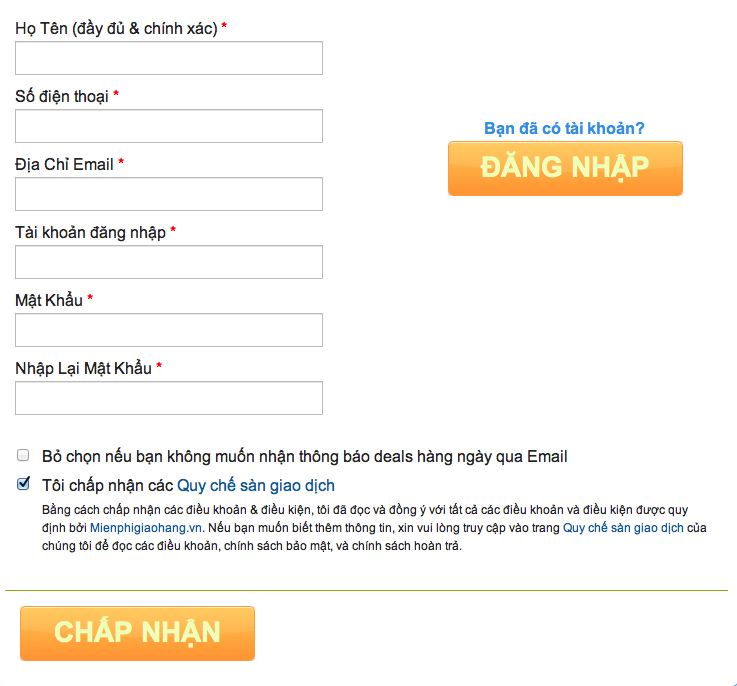 Họ Tên (đầy đủ & chính xác) *
Số điện thoại *
Địa Chỉ Email *
Tài khoản đăng nhập *
Mật Khẩu *
Nhập Lại Mật Khẩu *
Bạn đã có tài khoản?
ĐĂNG NHẬP
Bỏ chọn nếu bạn không muốn nhận thông báo deals hàng ngày qua Email
Tôi chấp nhận các Quy chế sàn giao dịch
Bằng cách chấp nhận các điều khoản & điều kiện, tôi đã đọc và đồng ý với tất cả các điều khoản và điều kiện được quy
định bởi Mienphigiaohang.vn. Nếu bạn muốn biết thêm thông tin, xin vui lòng truy cập vào trang Quy chế sàn giao dịch của
chúng tôi để đọc các điều khoản, chính sách bảo mật, và chính sách hoàn trả.
CHẤP NHẬN